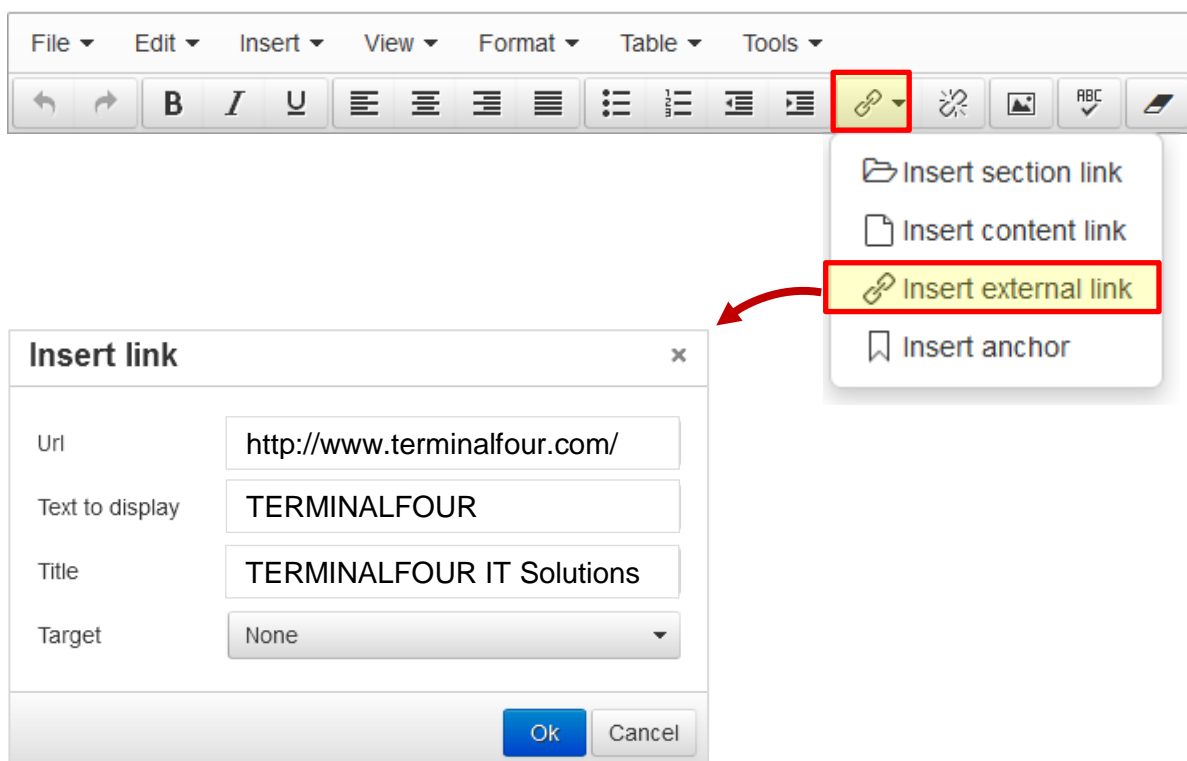 File Edit Insert View Format Table Tools
B I U ABC
Insert section link
Insert content link
Insert external link
Insert anchor
Insert link ×
Url http://www.terminalfour.com/
Text to display TERMINALFOUR
Title TERMINALFOUR IT Solutions
Target None
Ok Cancel